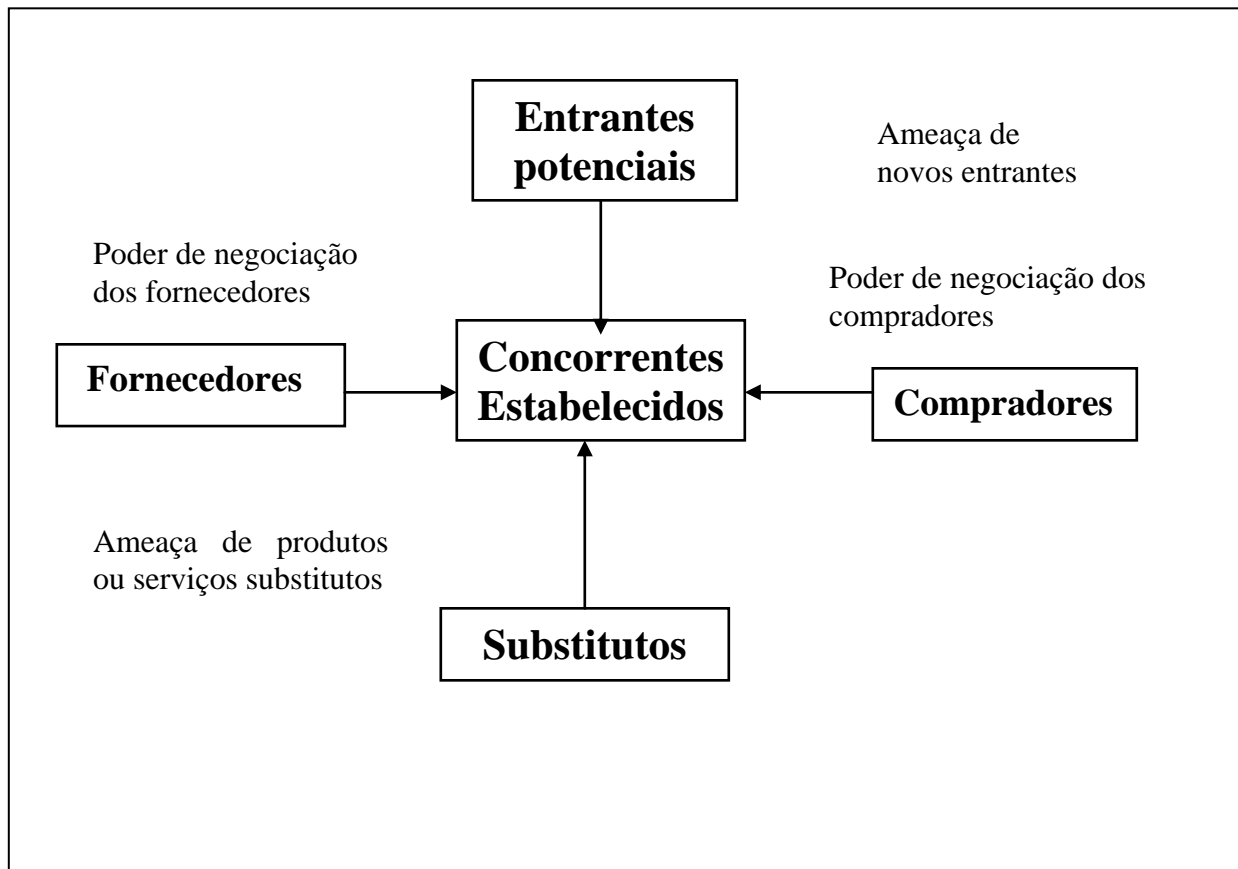 Entrantes
potenciais
Ameaça de
novos entrantes
Poder de negociação
dos fornecedores
Poder de negociação dos
compradores
Fornecedores
Concorrentes
Estabelecidos
Compradores
Ameaça de produtos
ou serviços substitutos
Substitutos